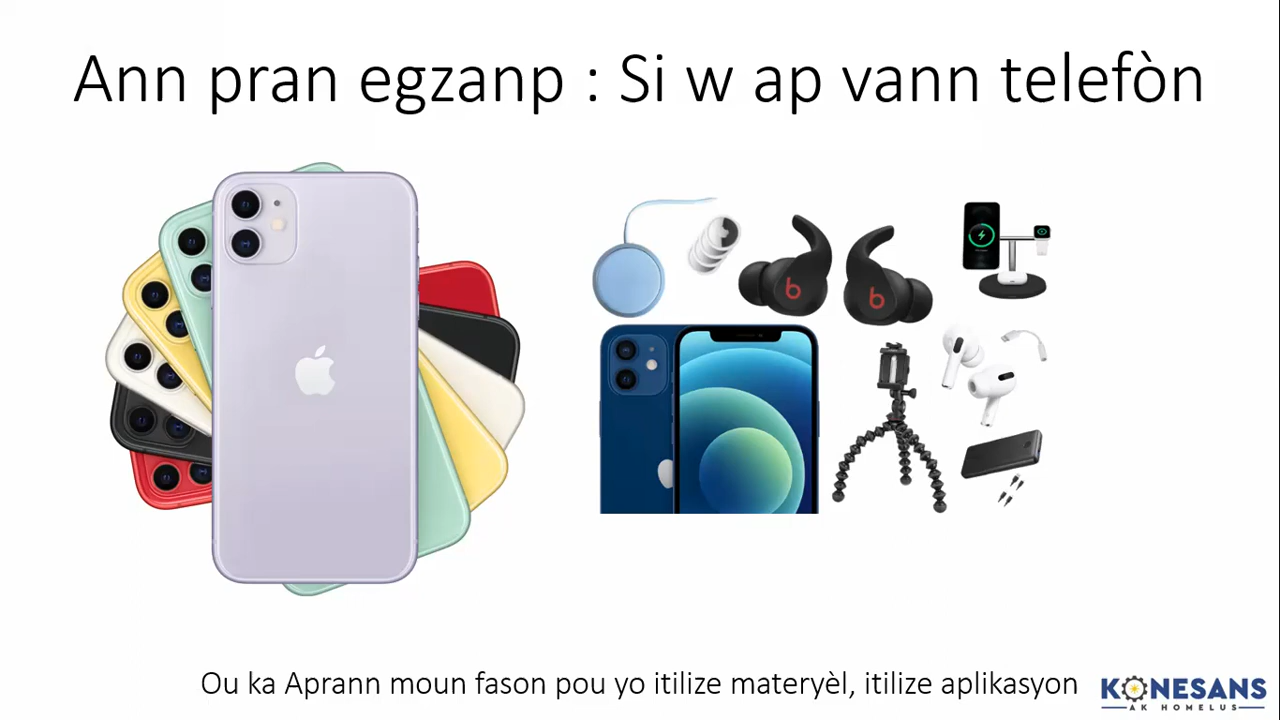 Ann pran egzanp : Si w ap vann telefòn
Ou ka Aprann moun fason pou yo itilize materyèl, itilize aplikasyon
KONESANS
AK HOMELUS